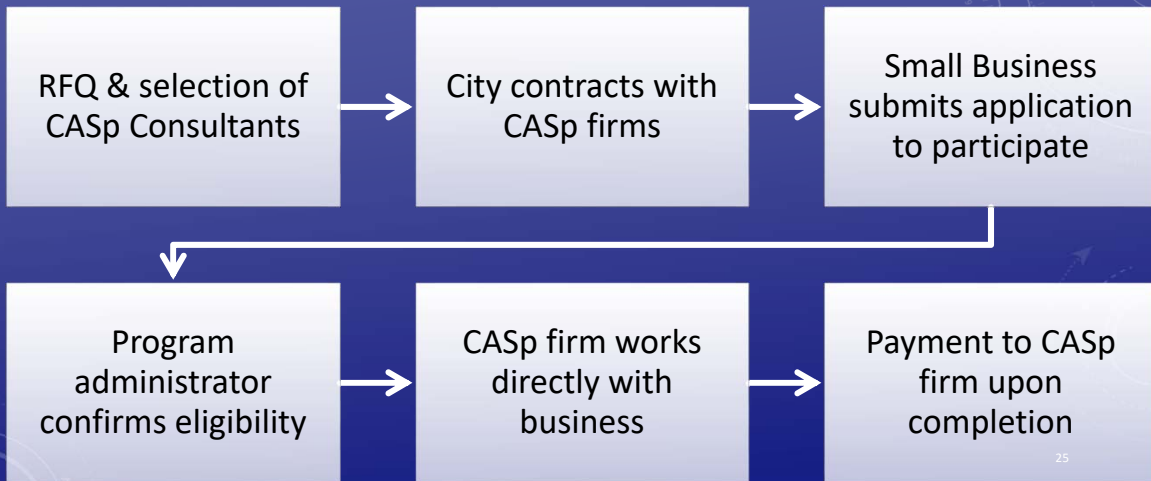 RFQ & selection of
CASp Consultants
City contracts with
CASp firms
Small Business
submits application
to participate
Program
administrator
confirms eligibility
CASp firm works
directly with
business
Payment to CASp
firm upon
completion
25